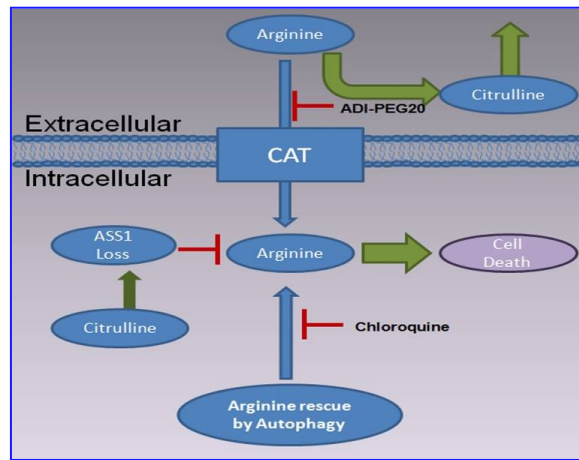 Arginine
ADI-PEG20
Citrulline
Extracellular
CAT
Intracellular
ASS1
Loss
Arginine
Cell
Death
Citrulline
Chloroquine
Arginine rescue
by Autophagy